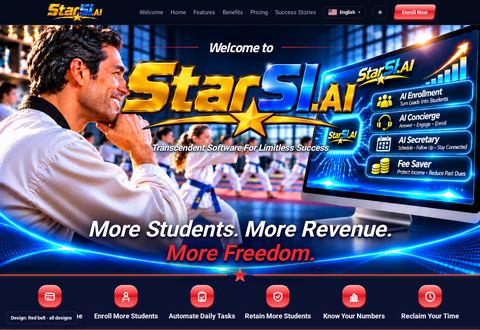 StarSI.AI
Welcome Home Features Benefits Pricing Success Stories English Enroll Now
Welcome to
StarSI.AI
Transcendent Software For Limitless Success
StarSI.AI
StarSI.AI
AI Enrollment
Turn Leads into Students
AI Concierge
Answer • Engage • Enroll
AI Secretary
Schedule • Follow Up • Stay Connected
Fee Saver
Protect Income • Reduce Past Dues
More Students. More Revenue.
More Freedom.
Enroll More Students
Automate Daily Tasks
Retain More Students
Know Your Numbers
Reclaim Your Time
Design: Red belt - all designs